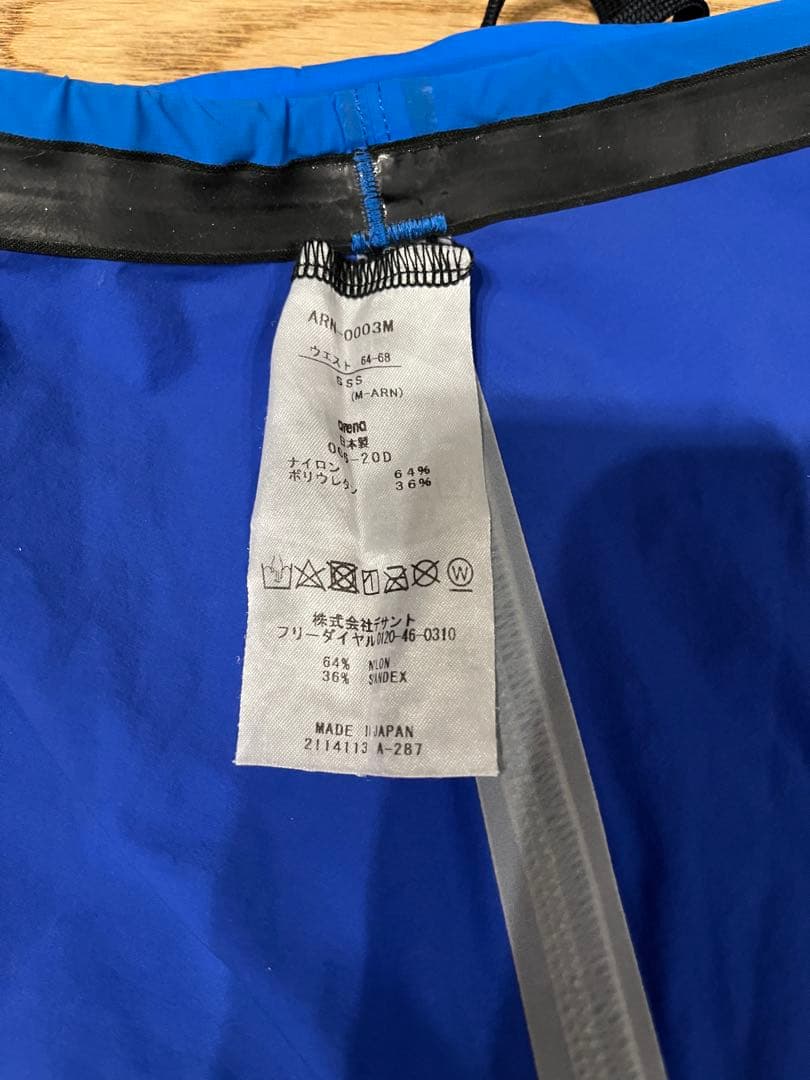 ARN-0003M
ウエスト 64-68
SSS
(M-ARN)
arena
日本製
-20D
ナイロン 64%
ポリウレタン 36%
株式会社デサント
フリーダイヤル0120-46-0310
64% NYLON
36% SPANDEX
MADE IN JAPAN
2114113 A-287